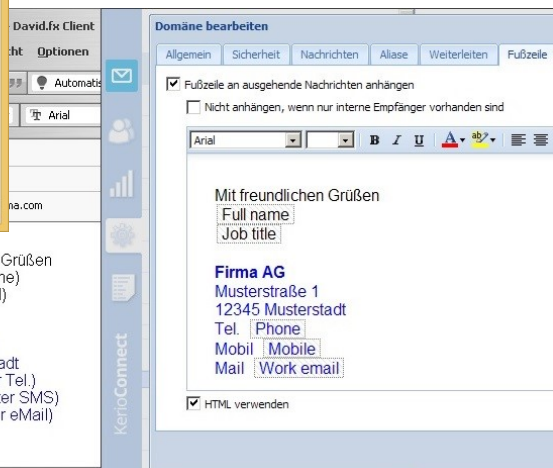 David.fx Client
ht Optionen
Automatis
Arial
ma.com
Grüßen
me)
l)
adt
r Tel.)
ter SMS)
r eMail)
KerioConnect
Domäne bearbeiten
Allgemein Sicherheit Nachrichten Aliase Weiterleiten Fußzeile
Fußzeile an ausgehende Nachrichten anhängen
Nicht anhängen, wenn nur interne Empfänger vorhanden sind
Arial B I U A ab
Mit freundlichen Grüßen
Full name
Job title
Firma AG
Musterstraße 1
12345 Musterstadt
Tel. Phone
Mobil Mobile
Mail Work email
HTML verwenden